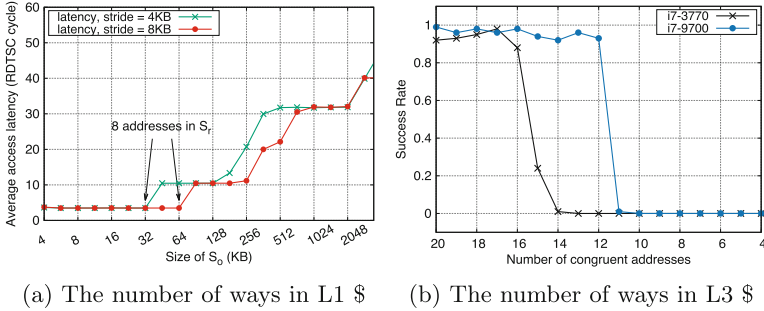 latency, stride = 4KB
latency, stride = 8KB
Average access latency (RDTSC cycle)
60
50
40
30
20
10
0
8 addresses in Sr
4 8 16 32 64 128 256 512 1024 2048
Size of So (KB)
(a) The number of ways in L1 $
i7-3770
i7-9700
Success Rate
1
0.8
0.6
0.4
0.2
0
20 18 16 14 12 10 8 6 4
Number of congruent addresses
(b) The number of ways in L3 $